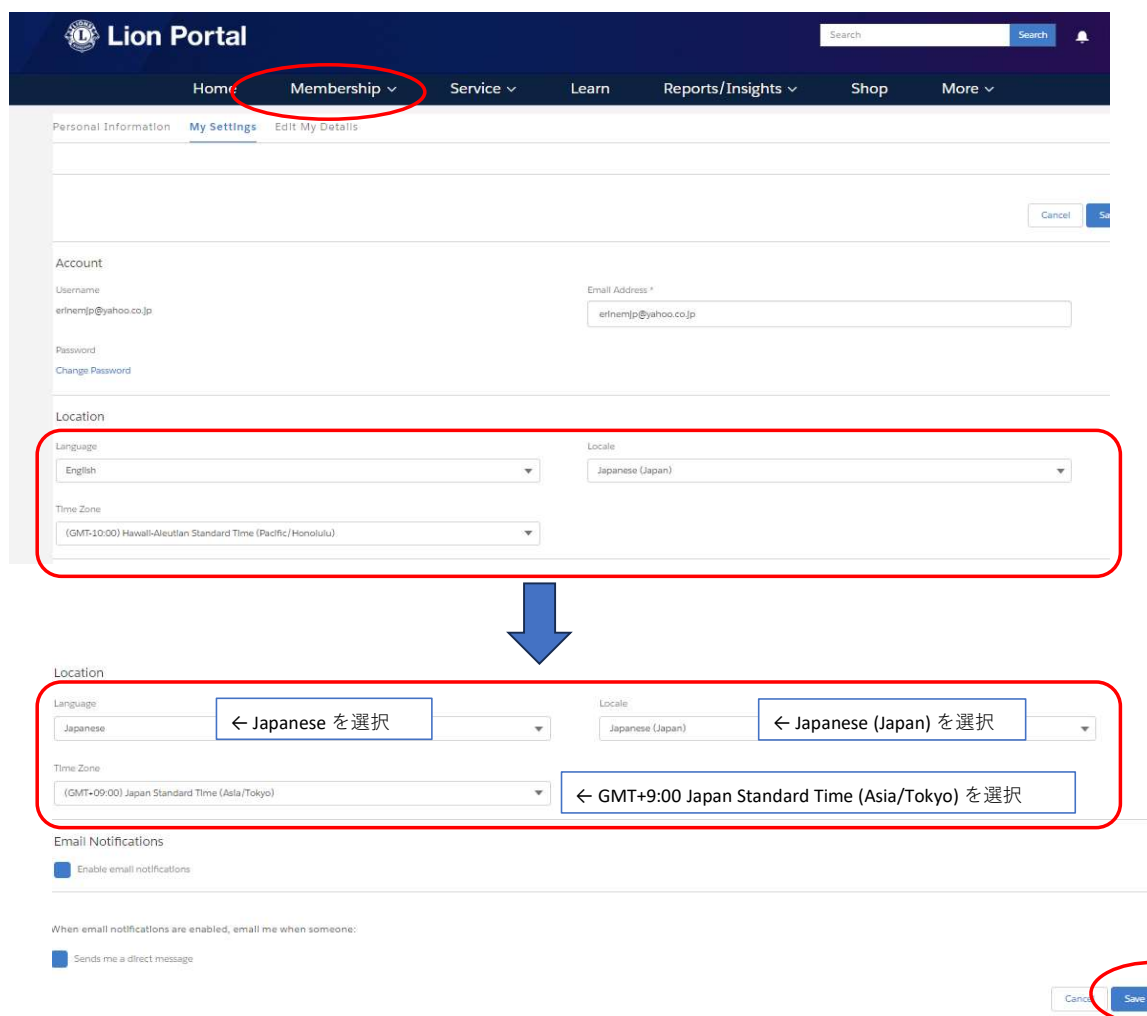 Lion Portal
Search
Search
Home Membership Service Learn Reports/Insights Shop More
Personal Information My Settings Edit My Details
Cancel Sa
Account
Username Email Address *
erinemjp@yahoo.co.jp erinemjp@yahoo.co.jp
Password
Change Password
Location
Language Locale
English Japanese (Japan)
Time Zone
(GMT-10:00) Hawaii-Aleutian Standard Time (Pacific/Honolulu)
Location
Language Locale
Japanese ← Japanese を選択 Japanese (Japan) ← Japanese (Japan) を選択
Time Zone
(GMT+09:00) Japan Standard Time (Asia/Tokyo) ← GMT+9:00 Japan Standard Time (Asia/Tokyo) を選択
Email Notifications
Enable email notifications
When email notifications are enabled, email me when someone:
Sends me a direct message
Cancel Save